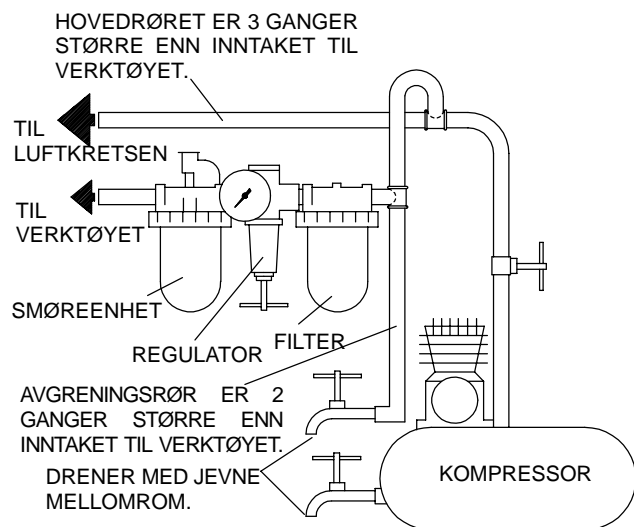 HOVEDRØRET ER 3 GANGER
STØRRE ENN INNTAKET TIL
VERKTØYET.
TIL
LUFTKRETSEN
TIL
VERKTØYET
SMØREENHET
REGULATOR
FILTER
AVGRENINGSRØR ER 2
GANGER STØRRE ENN
INNTAKET TIL VERKTØYET.
DRENER MED JEVNE
MELLOMROM.
KOMPRESSOR